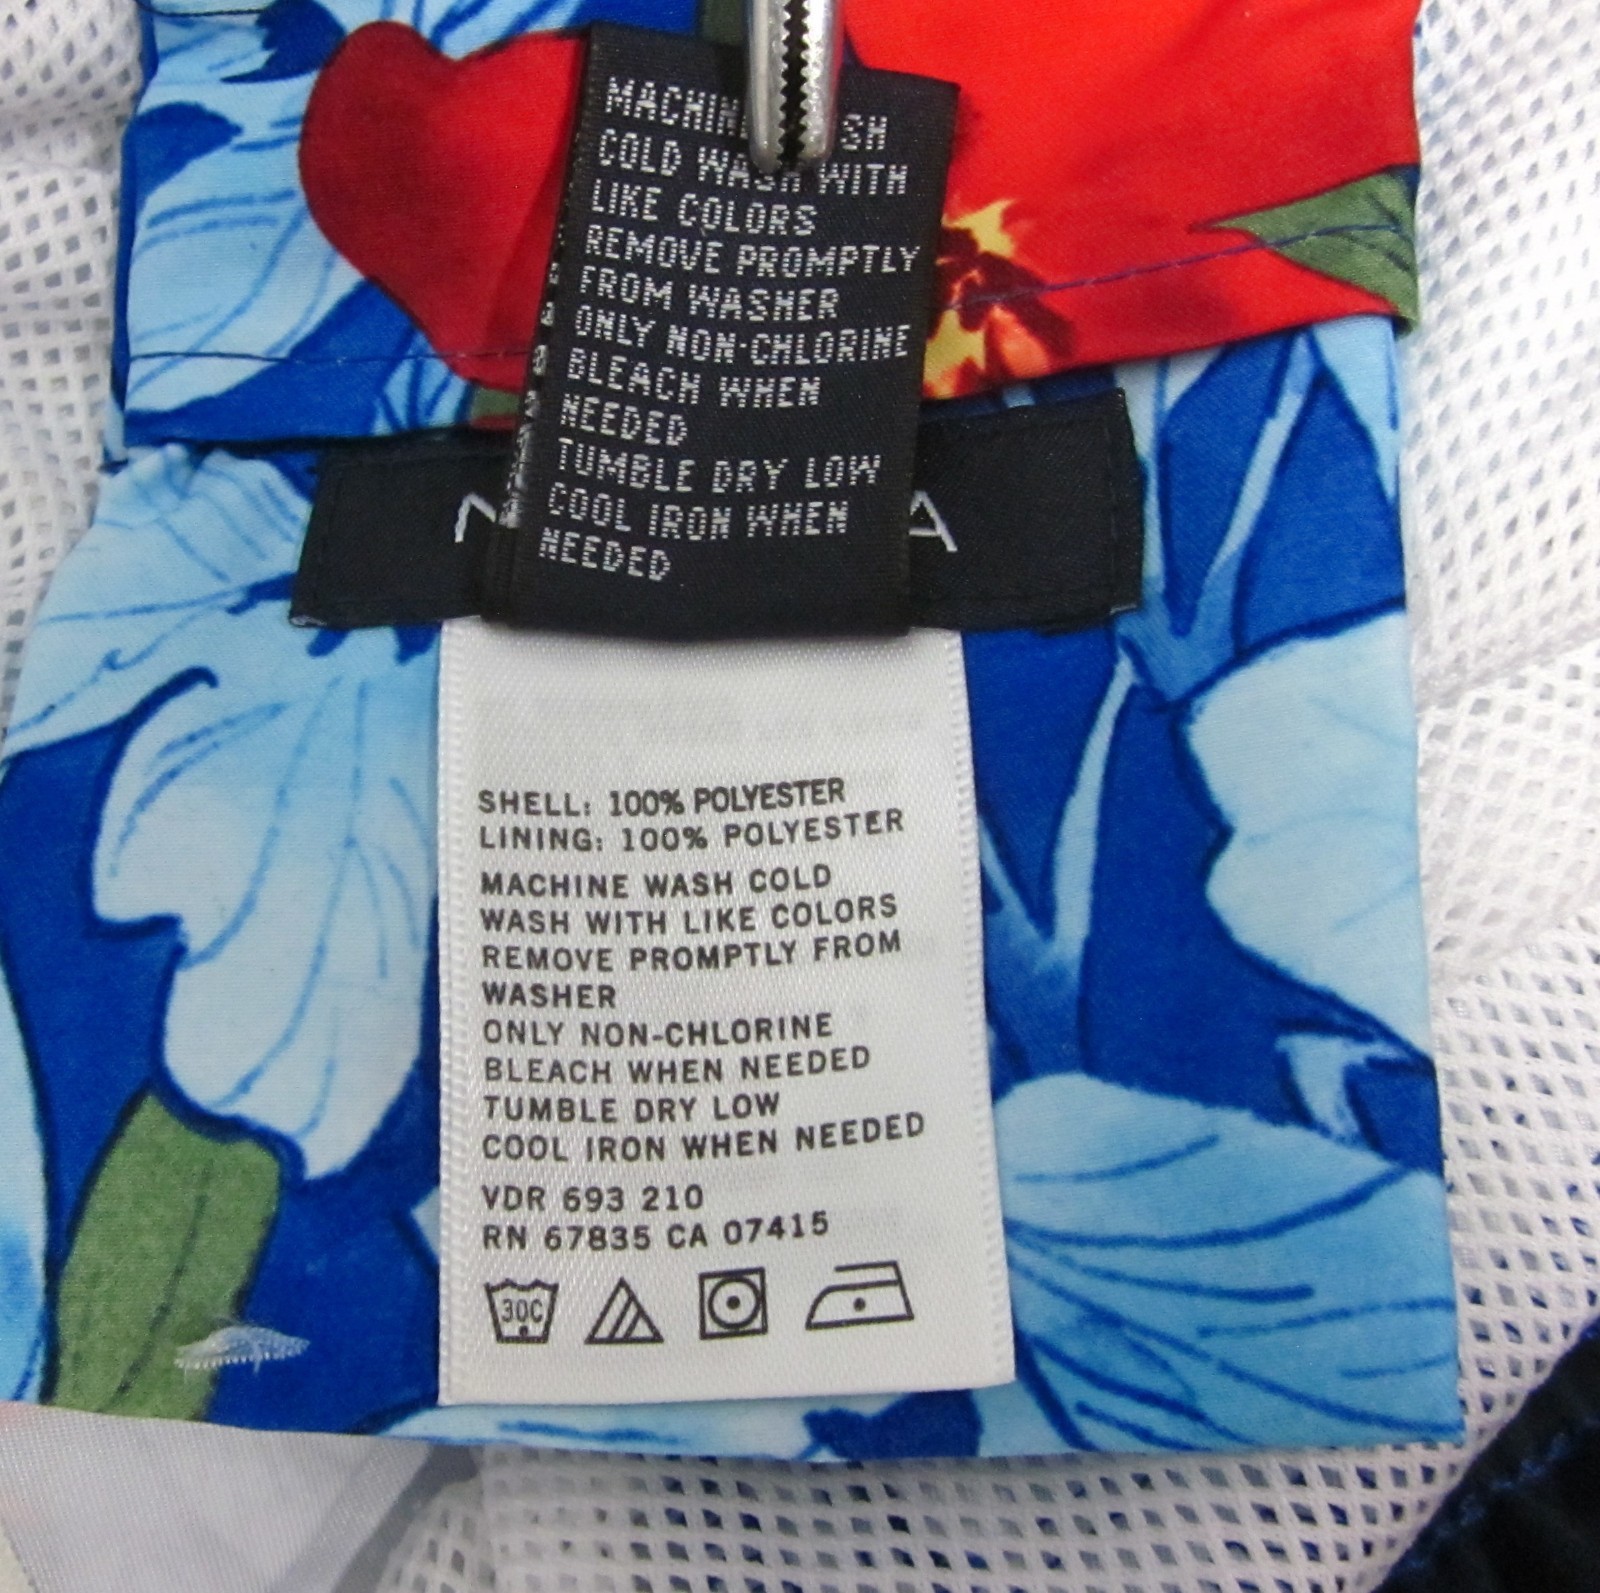 MACHIN SH
COLD WASH WITH
LIKE COLORS
REMOVE PROMPTLY
FROM WASHER
ONLY NON-CHLORINE
BLEACH WHEN
NEEDED
TUMBLE DRY LOW
COOL IRON WHEN
NEEDED
N A
SHELL: 100% POLYESTER
LINING: 100% POLYESTER
MACHINE WASH COLD
WASH WITH LIKE COLORS
REMOVE PROMPTLY FROM
WASHER
ONLY NON-CHLORINE
BLEACH WHEN NEEDED
TUMBLE DRY LOW
COOL IRON WHEN NEEDED
VDR 693 210
RN 67835 CA 07415
30C